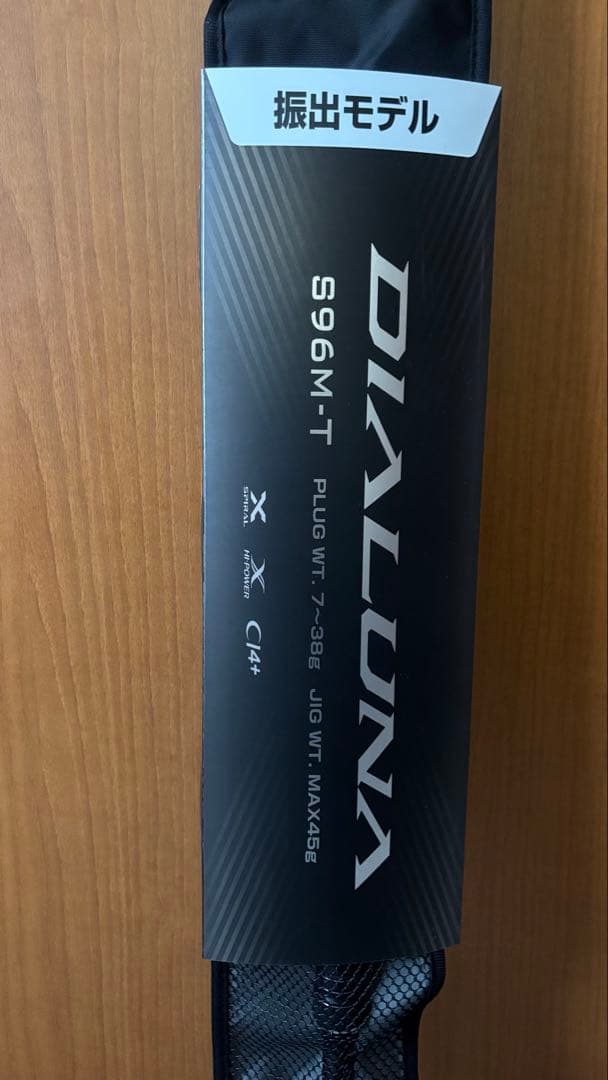 振出モデル
DIALUNA
S96M-T PLUG WT. 7~38g JIG WT. MAX45g
X SPIRAL X HI-POWER CI4+